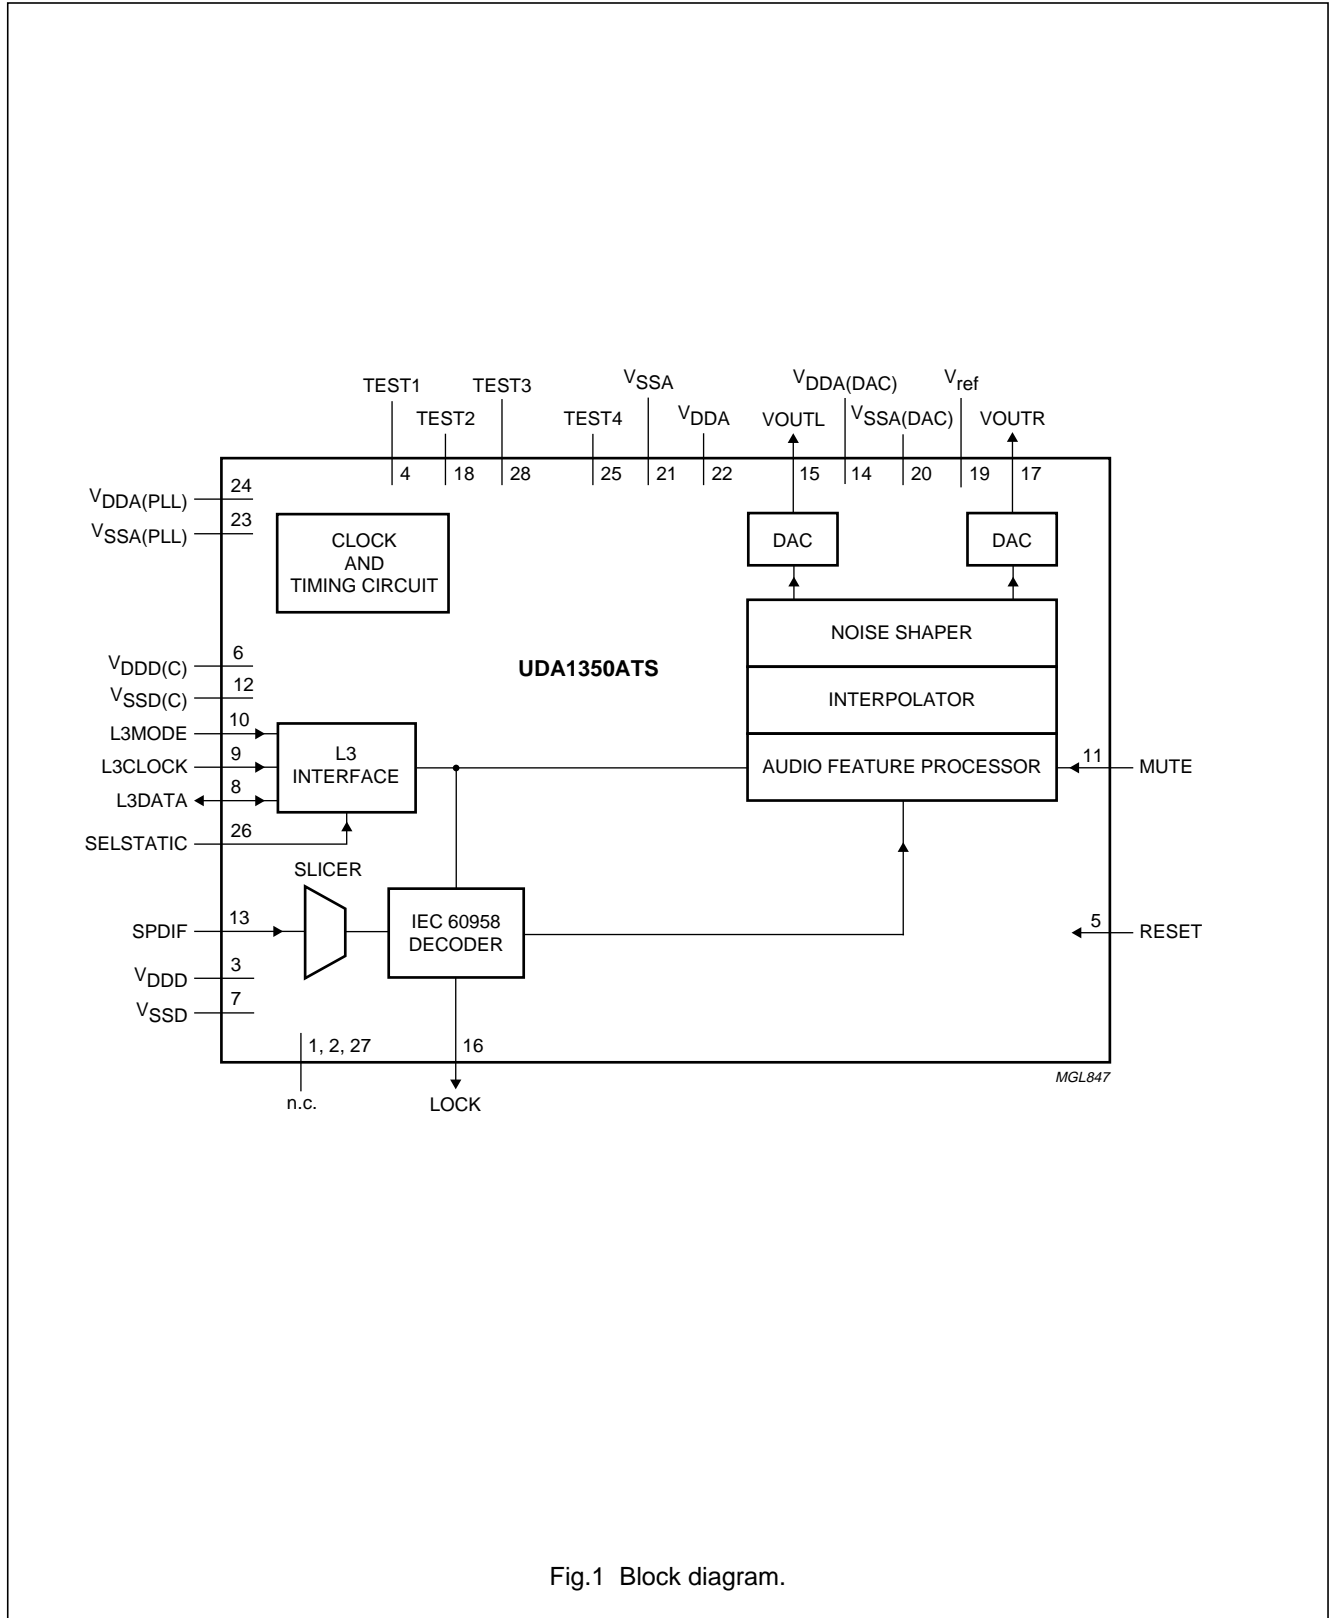 VSSA
VDDA(DAC)
Vref
TEST1
TEST3
TEST2
TEST4
VDDA
VOUTL
VSSA(DAC)
VOUTR
4
18
28
25
21
22
15
14
20
19
17
VDDA(PLL)
24
VSSA(PLL)
23
CLOCK
AND
TIMING CIRCUIT
DAC
DAC
NOISE SHAPER
VDDD(C)
6
UDA1350ATS
VSSD(C)
12
INTERPOLATOR
L3MODE
10
L3CLOCK
9
L3
INTERFACE
AUDIO FEATURE PROCESSOR
11
MUTE
L3DATA
8
SELSTATIC
26
SLICER
SPDIF
13
IEC 60958
DECODER
5
RESET
VDDD
3
VSSD
7
1, 2, 27
16
MGL847
n.c.
LOCK
Fig.1 Block diagram.